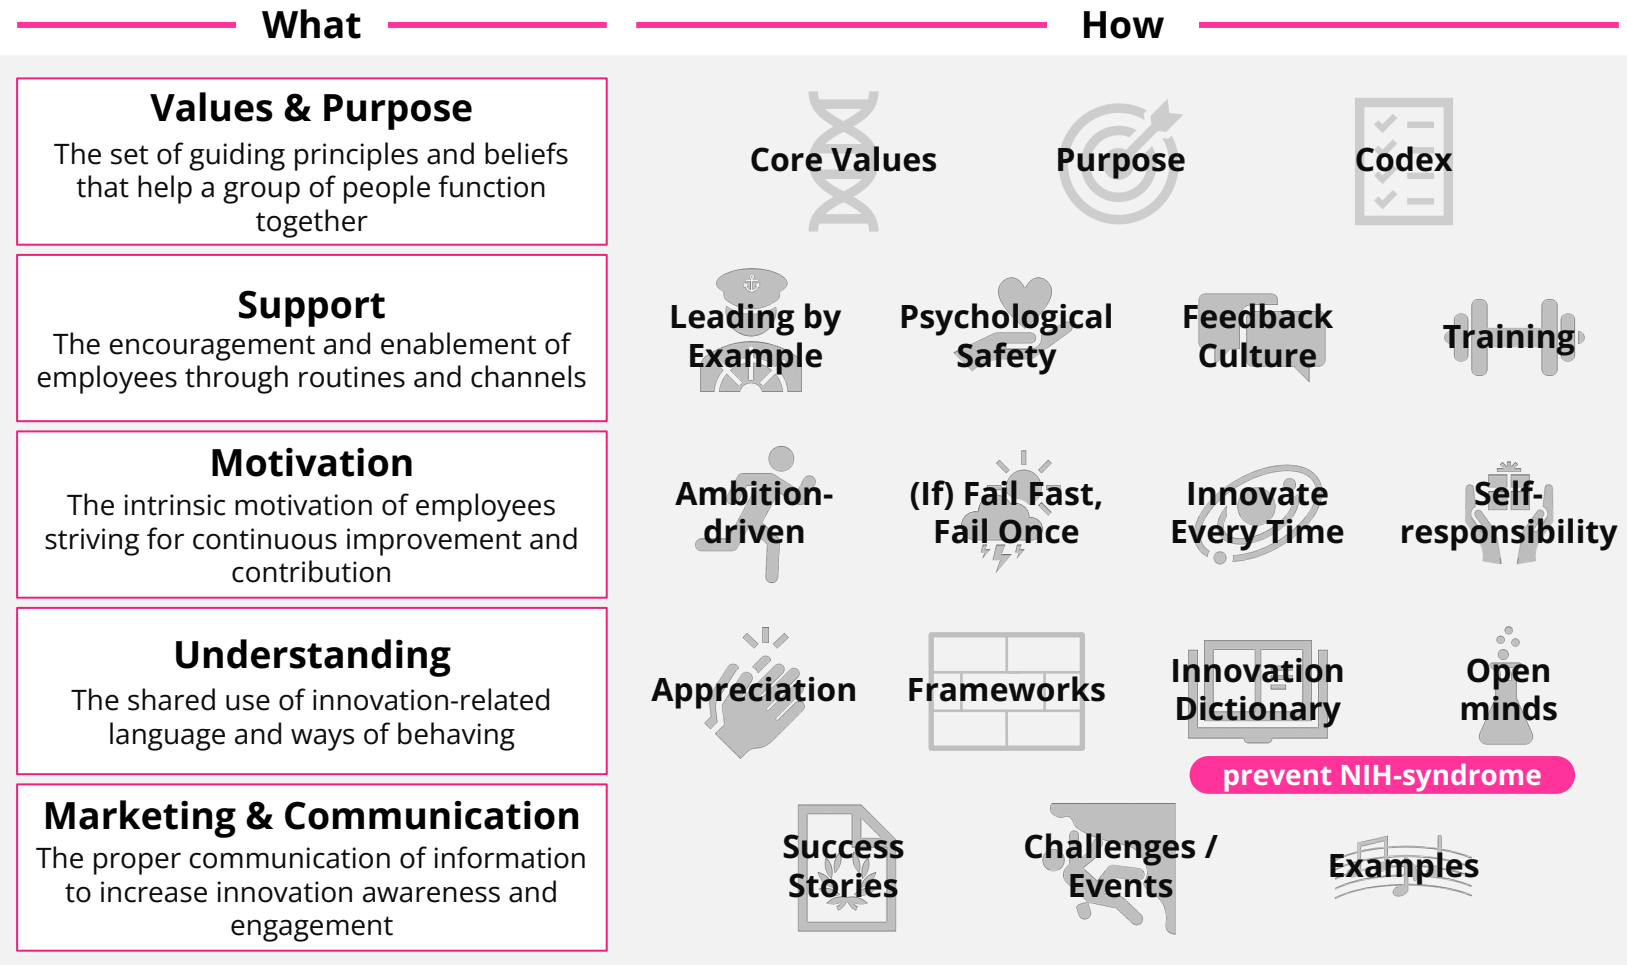 What
How
Values & Purpose
The set of guiding principles and beliefs
that help a group of people function
together
Core Values
Purpose
Codex
Support
The encouragement and enablement of
employees through routines and channels
Leading by
Example
Psychological
Safety
Feedback
Culture
Training
Motivation
The intrinsic motivation of employees
striving for continuous improvement and
contribution
Ambition-
driven
(If) Fail Fast,
Fail Once
Innovate
Every Time
Self-
responsibility
Understanding
The shared use of innovation-related
language and ways of behaving
Appreciation
Frameworks
Innovation
Dictionary
Open
minds
prevent NIH-syndrome
Marketing & Communication
The proper communication of information
to increase innovation awareness and
engagement
Success
Stories
Challenges /
Events
Examples